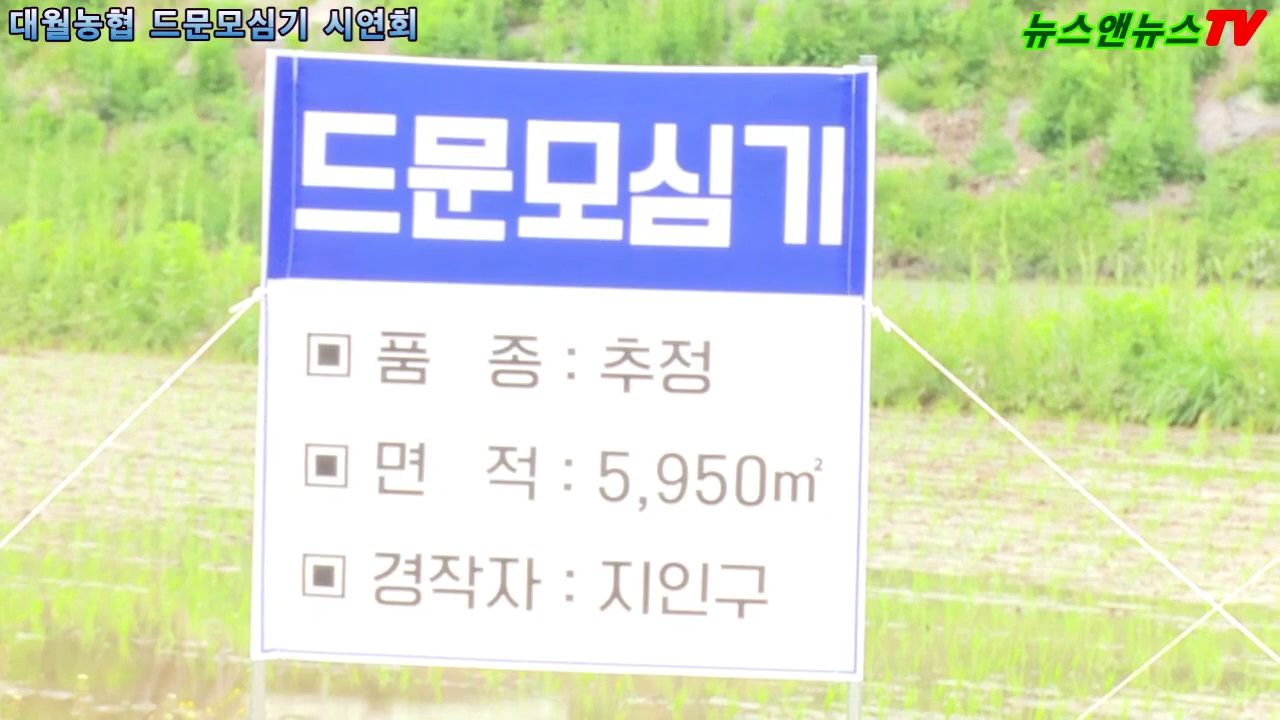 대월농협 드문모심기 시연회
뉴스앤뉴스TV
드문모심기
▣ 품 종 : 추정
▣ 면 적 : 5,950㎡
▣ 경작자 : 지인구